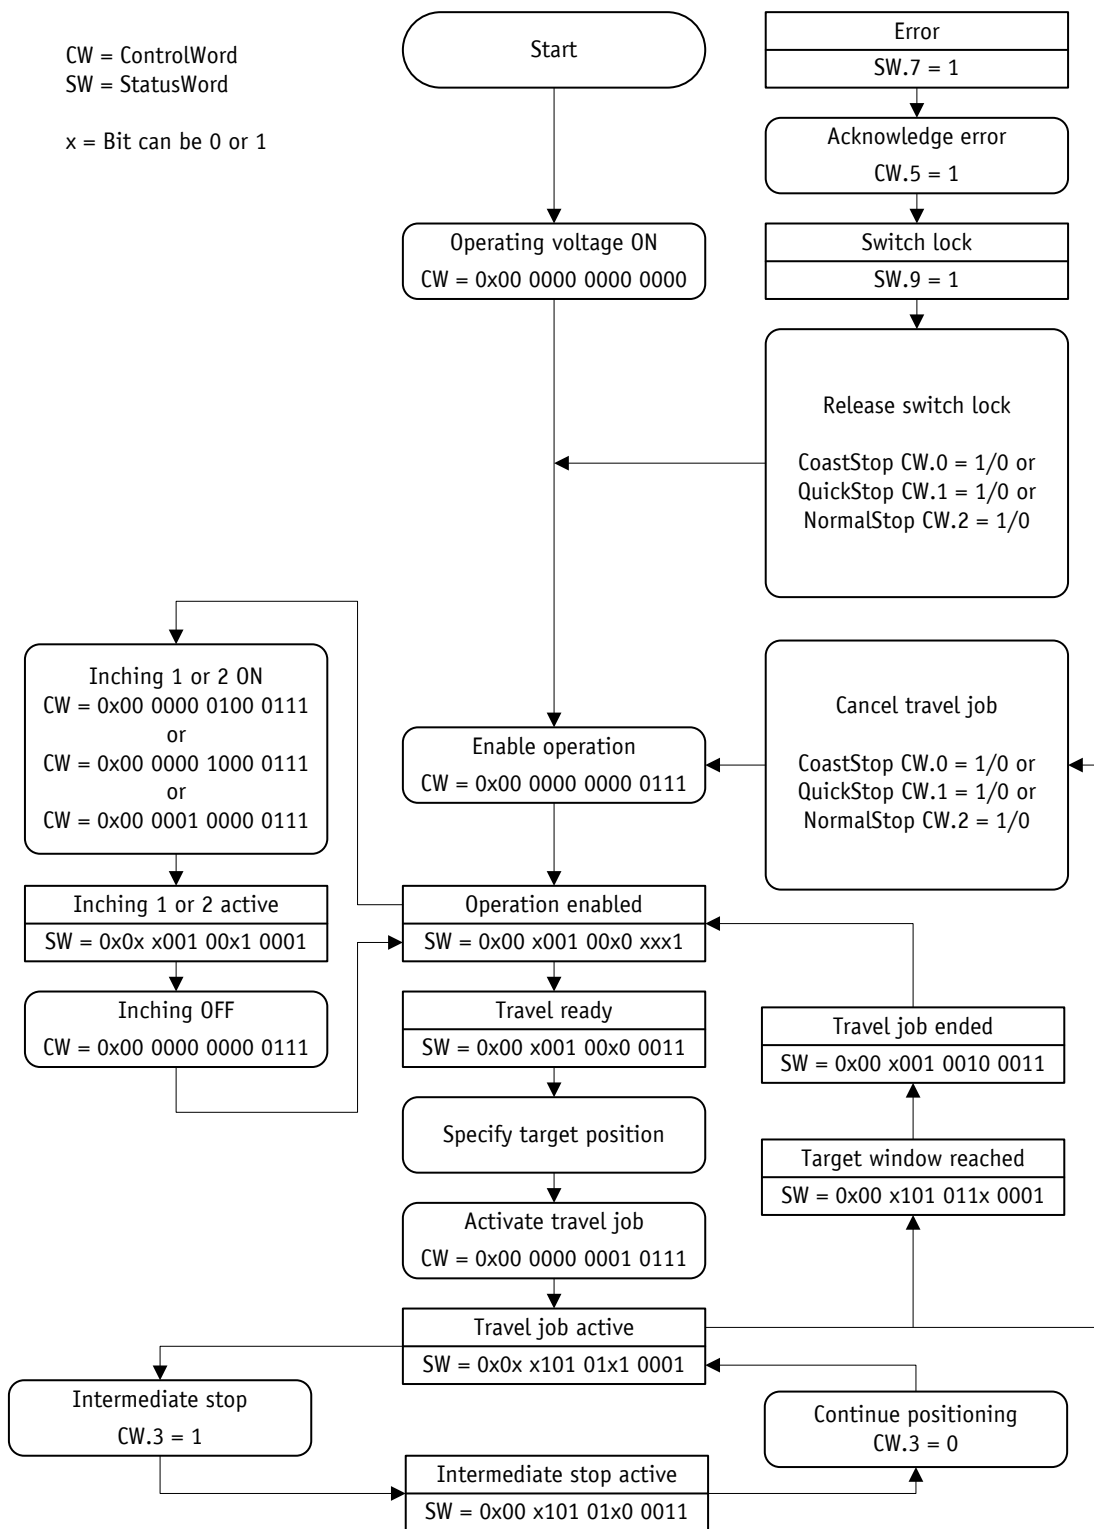 CW = ControlWord
SW = StatusWord
x = Bit can be 0 or 1
Start
Error
SW.7 = 1
Acknowledge error
CW.5 = 1
Operating voltage ON
CW = 0x00 0000 0000 0000
Switch lock
SW.9 = 1
Release switch lock
CoastStop CW.0 = 1/0 or
QuickStop CW.1 = 1/0 or
NormalStop CW.2 = 1/0
Inching 1 or 2 ON
CW = 0x00 0000 0100 0111
or
CW = 0x00 0000 1000 0111
or
CW = 0x00 0001 0000 0111
Enable operation
CW = 0x00 0000 0000 0111
Cancel travel job
CoastStop CW.0 = 1/0 or
QuickStop CW.1 = 1/0 or
NormalStop CW.2 = 1/0
Inching 1 or 2 active
SW = 0x0x x001 00x1 0001
Operation enabled
SW = 0x00 x001 00x0 xxx1
Inching OFF
CW = 0x00 0000 0000 0111
Travel ready
SW = 0x00 x001 00x0 0011
Travel job ended
SW = 0x00 x001 0010 0011
Specify target position
Target window reached
SW = 0x00 x101 011x 0001
Activate travel job
CW = 0x00 0000 0001 0111
Travel job active
SW = 0x0x x101 01x1 0001
Intermediate stop
CW.3 = 1
Continue positioning
CW.3 = 0
Intermediate stop active
SW = 0x00 x101 01x0 0011